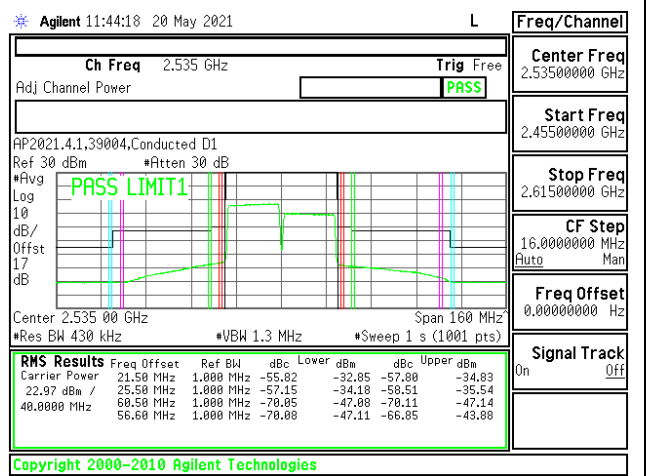 Agilent 11:44:18 20 May 2021 L
Freq/Channel
Ch Freq 2.535 GHz Trig Free
Adj Channel Power PASS
Center Freq
2.53500000 GHz
Start Freq
2.45500000 GHz
Stop Freq
2.61500000 GHz
CF Step
16.0000000 MHz
Auto Man
Freq Offset
0.00000000 Hz
Signal Track
On Off
AP2021.4.1,39004,Conducted D1
Ref 30 dBm #Atten 30 dB
#Avg
Log
10
dB/
Offst
17
dB
PASS LIMIT1
Center 2.535 00 GHz Span 160 MHz^
#Res BW 430 kHz #VBW 1.3 MHz #Sweep 1 s (1001 pts)
RMS Results Freq Offset Ref BW dBc Lower dBm dBc Upper dBm
Carrier Power 21.50 MHz 1.000 MHz -55.82 -32.85 -57.80 -34.83
22.97 dBm / 25.50 MHz 1.000 MHz -57.15 -34.18 -58.51 -35.54
40.0000 MHz 60.50 MHz 1.000 MHz -70.05 -47.08 -70.11 -47.14
56.60 MHz 1.000 MHz -70.08 -47.11 -66.85 -43.88
Copyright 2000-2010 Agilent Technologies